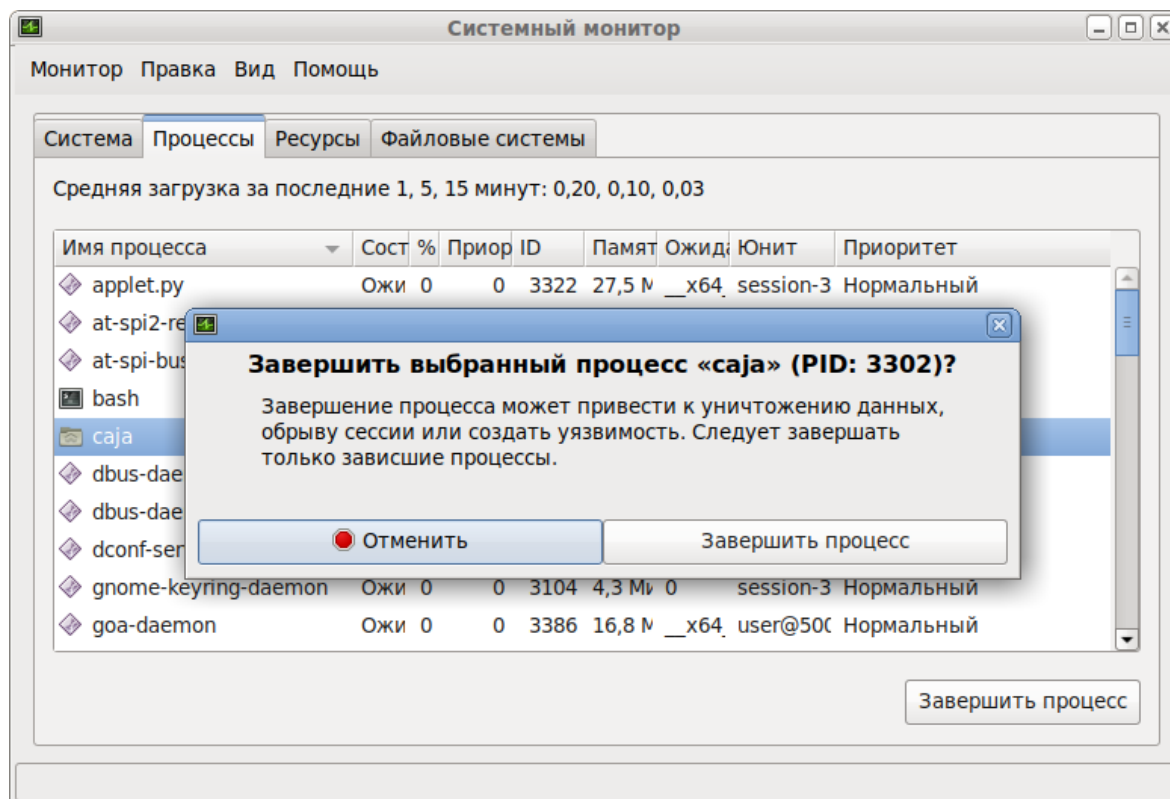 Системный монитор
Монитор Правка Вид Помощь
Система Процессы Ресурсы Файловые системы
Средняя загрузка за последние 1, 5, 15 минут: 0,20, 0,10, 0,03
Имя процесса Сост % Приор ID Памят Ожида Юнит Приоритет
applet.py Ожи 0 0 3322 27,5 М __x64_ session-3 Нормальный
at-spi2-re
at-spi-bus
Завершить выбранный процесс «caja» (PID: 3302)?
bash
Завершение процесса может привести к уничтожению данных,
caja
обрыву сессии или создать уязвимость. Следует завершать
только зависшие процессы.
dbus-dae
dbus-dae
Отменить Завершить процесс
dconf-ser
gnome-keyring-daemon Ожи 0 0 3104 4,3 Ми 0 session-3 Нормальный
goa-daemon Ожи 0 0 3386 16,8 М __x64_ user@500 Нормальный
Завершить процесс